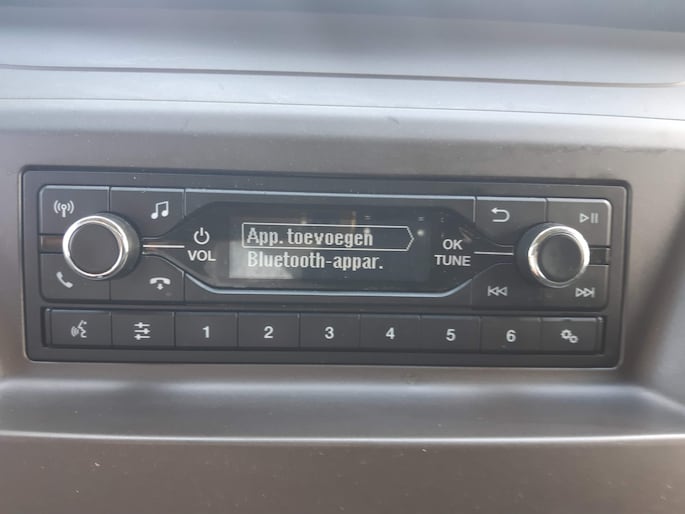 App. toevoegen
Bluetooth-appar.
VOL
OK
TUNE
1 2 3 4 5 6